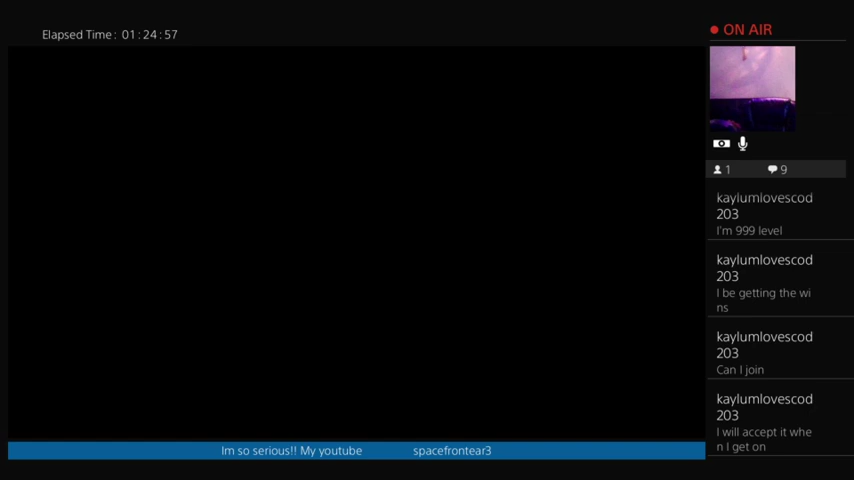 Elapsed Time: 01:24:57
ON AIR
1 9
kaylumlovescod
203
I'm 999 level
kaylumlovescod
203
I be getting the wi
ns
kaylumlovescod
203
Can I join
kaylumlovescod
203
I will accept it whe
n I get on
Im so serious!! My youtube spacefrontear3